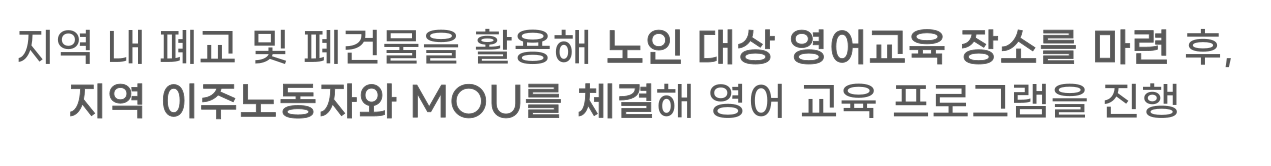 지역 내 폐교 및 폐건물을 활용해 노인 대상 영어교육 장소를 마련 후,
지역 이주노동자와 MOU를 체결해 영어 교육 프로그램을 진행